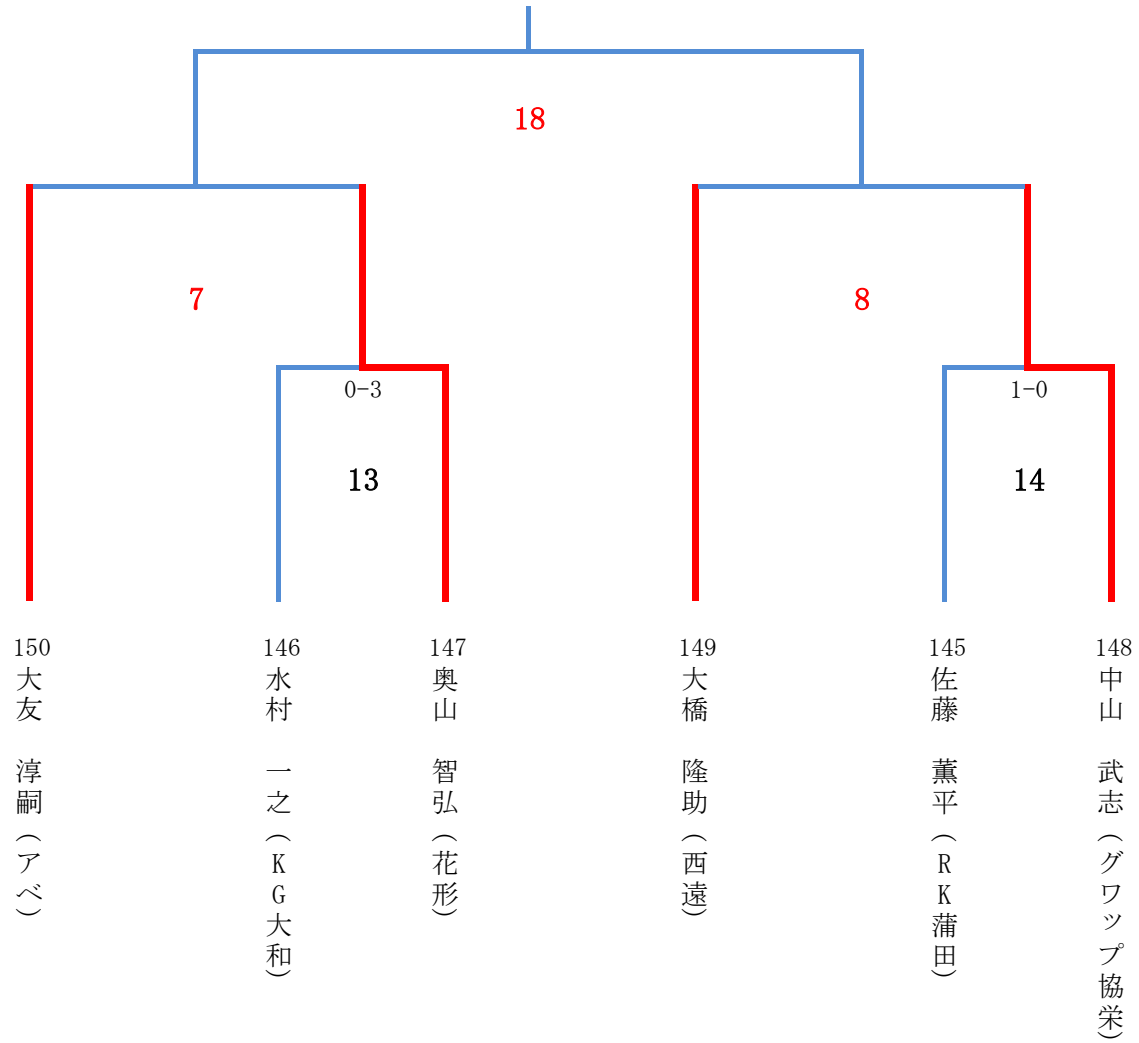 18
7
8
0-3
1-0
13
14
150
大友 淳嗣(アベ)
146
水村 一之(KG大和)
147
奥山 智弘(花形)
149
大橋 隆助(西遠)
145
佐藤 薫平(RK蒲田)
148
中山 武志(グワップ協栄)